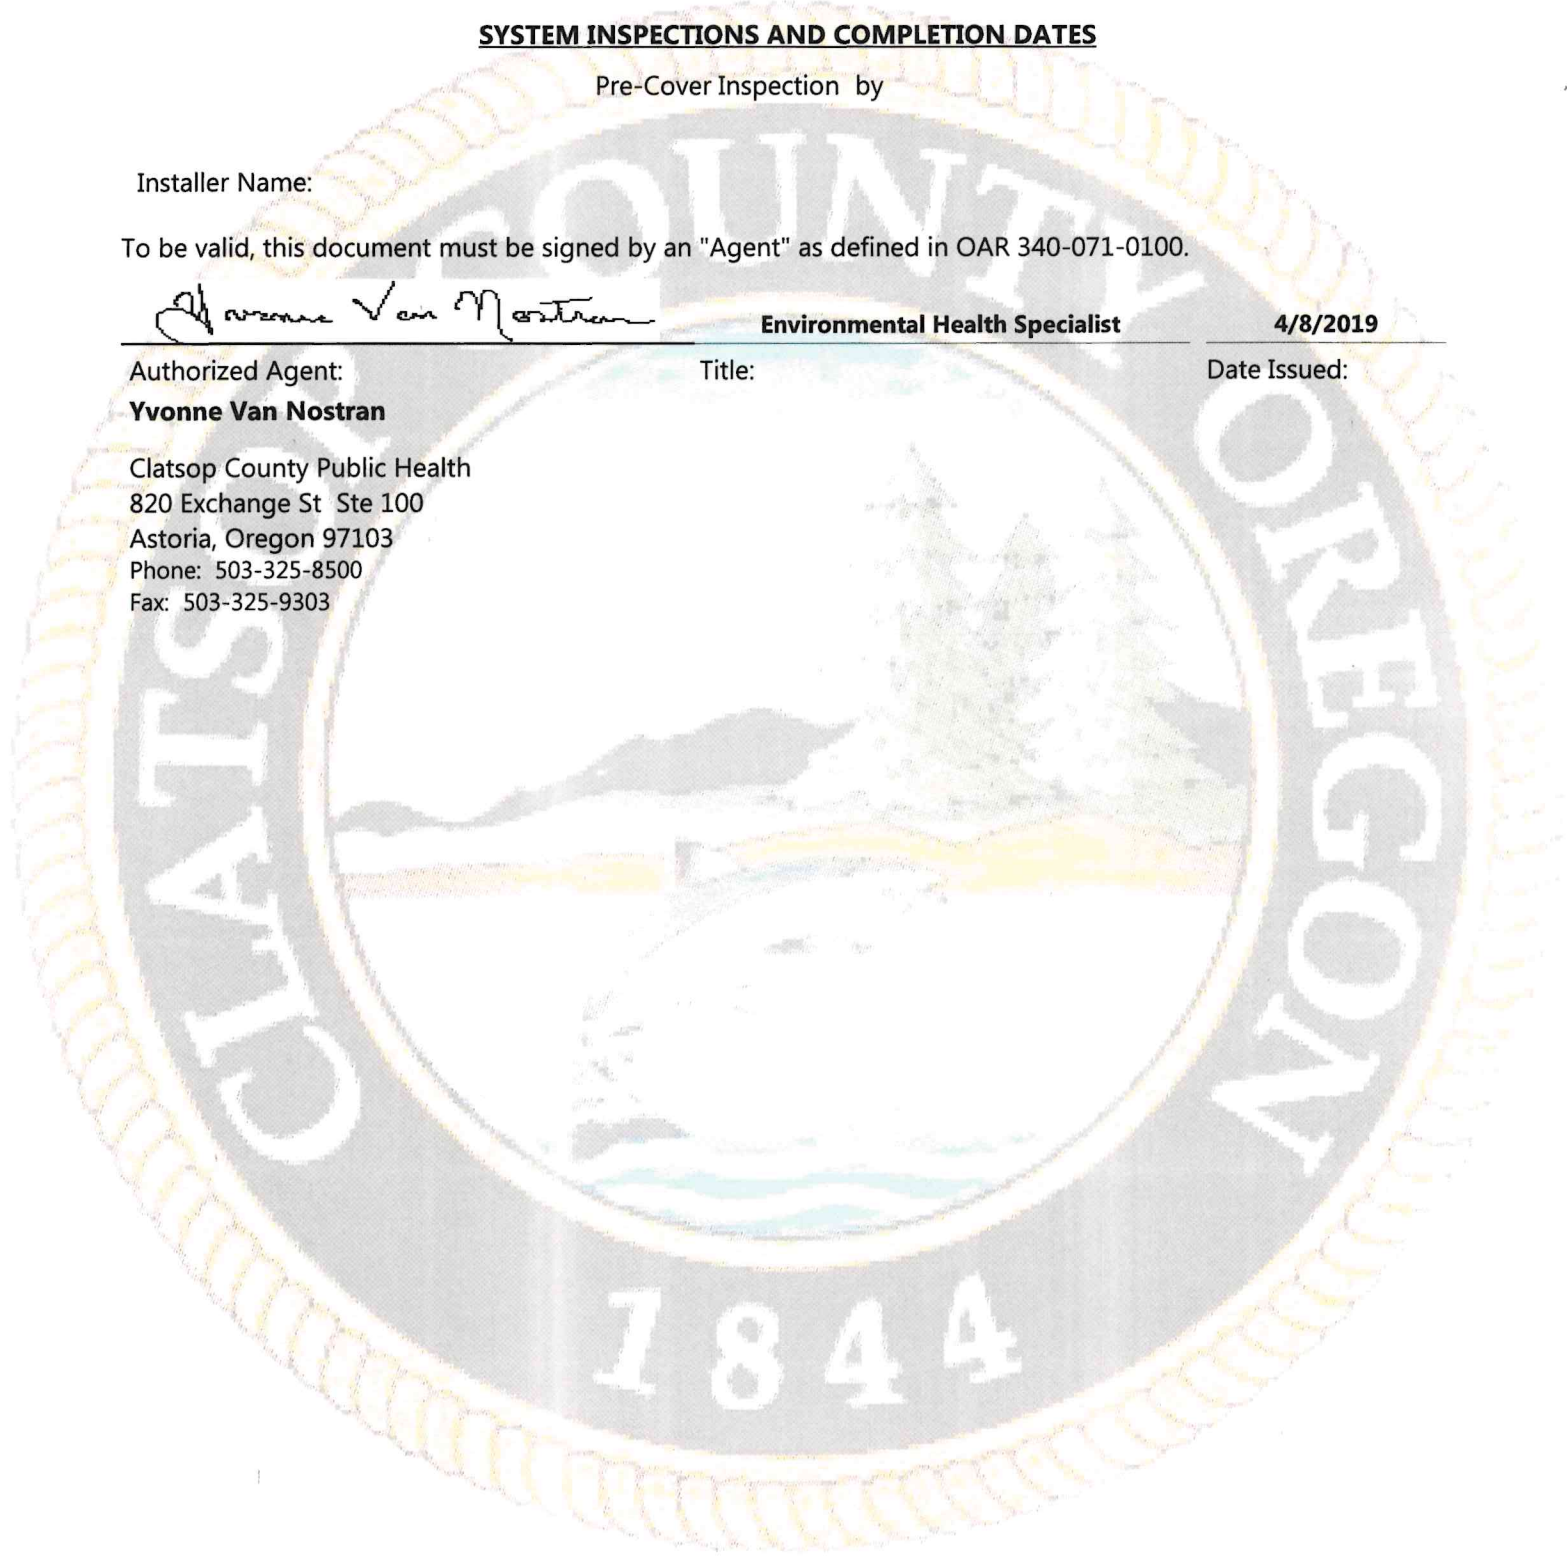 SYSTEM INSPECTIONS AND COMPLETION DATES
Pre-Cover Inspection by
Installer Name:
To be valid, this document must be signed by an "Agent" as defined in OAR 340-071-0100.
Yvonne Van Nostran
Environmental Health Specialist
4/8/2019
Authorized Agent:
Title:
Date Issued:
Yvonne Van Nostran
Clatsop County Public Health
820 Exchange St Ste 100
Astoria, Oregon 97103
Phone: 503-325-8500
Fax: 503-325-9303
CLATSOP COUNTY OREGON
1844